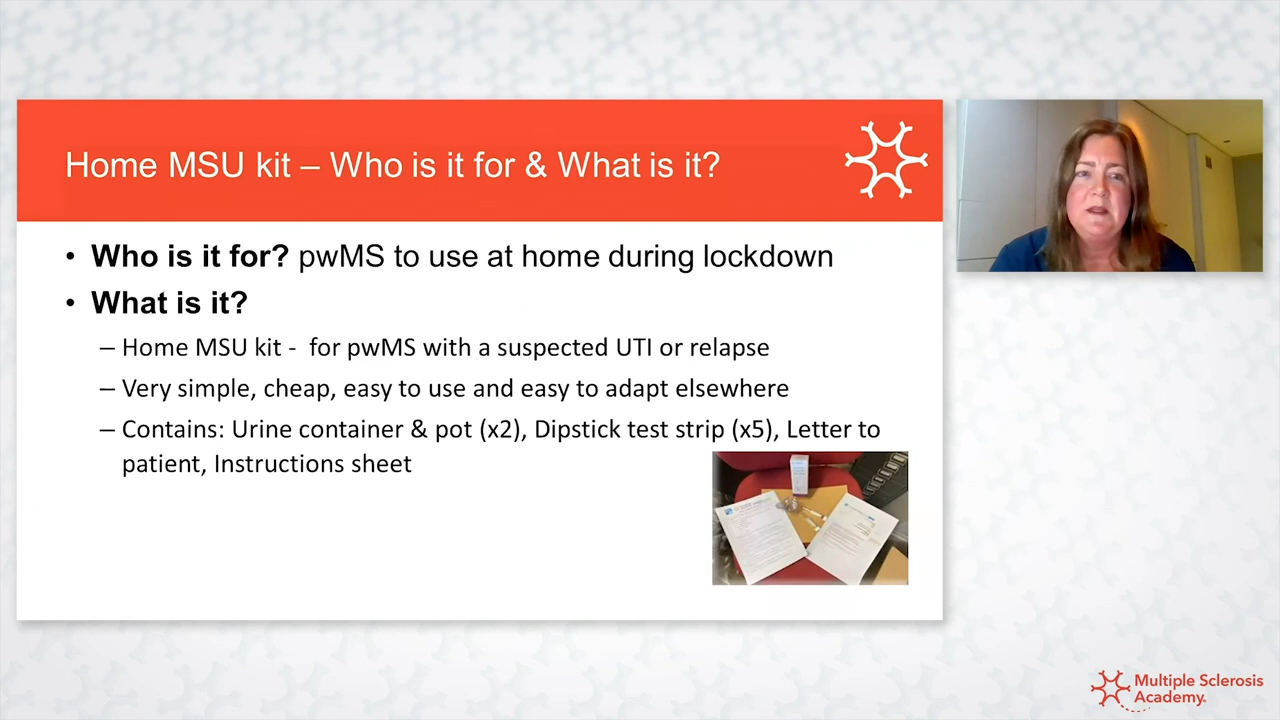 Home MSU kit – Who is it for & What is it?
• Who is it for? pwMS to use at home during lockdown
• What is it?
– Home MSU kit -  for pwMS with a suspected UTI or relapse
– Very simple, cheap, easy to use and easy to adapt elsewhere
– Contains: Urine container & pot (x2), Dipstick test strip (x5), Letter to
patient, Instructions sheet
Multiple Sclerosis
Academy.